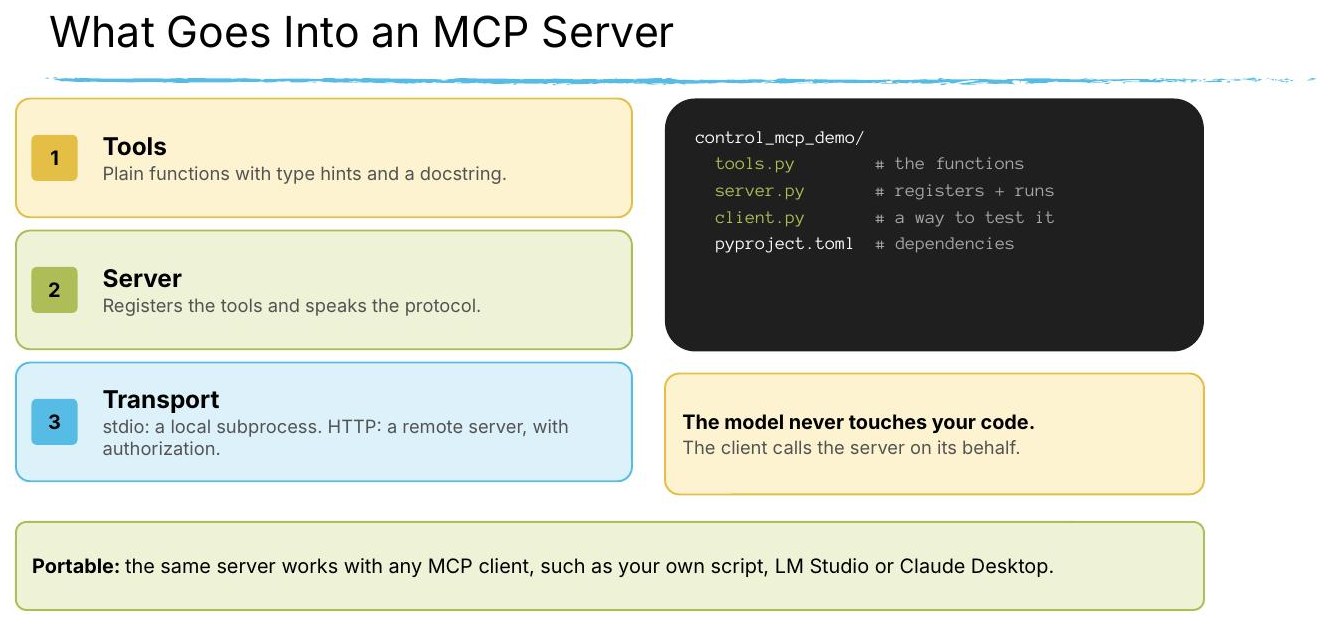 What Goes Into an MCP Server
1
Tools
Plain functions with type hints and a docstring.
2
Server
Registers the tools and speaks the protocol.
3
Transport
stdio: a local subprocess. HTTP: a remote server, with
authorization.
control_mcp_demo/
tools.py # the functions
server.py # registers + runs
client.py # a way to test it
pyproject.toml # dependencies
The model never touches your code.
The client calls the server on its behalf.
Portable: the same server works with any MCP client, such as your own script, LM Studio or Claude Desktop.